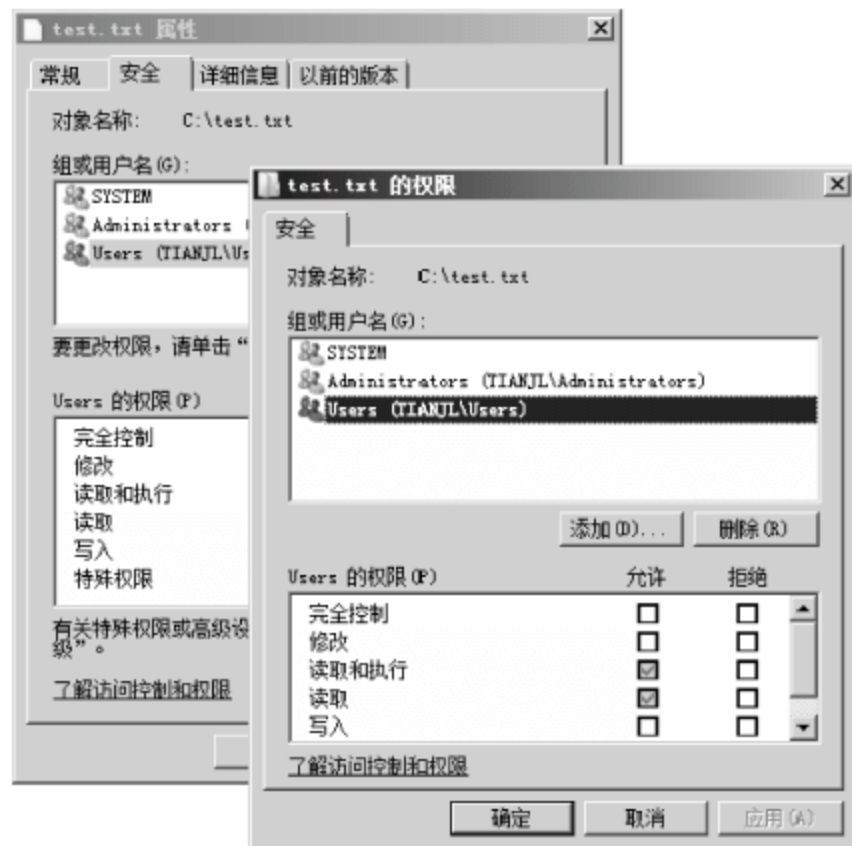 test.txt 属性
常规 安全 详细信息 以前的版本
对象名称: C:\test.txt
组或用户名(G):
SYSTEM
Administrators
Users (TIANJL\Us
要更改权限，请单击“
Users 的权限(P)
完全控制
修改
读取和执行
读取
写入
特殊权限
有关特殊权限或高级设
级”。
了解访问控制和权限
test.txt 的权限
安全
对象名称: C:\test.txt
组或用户名(G):
SYSTEM
Administrators (TIANJL\Administrators)
Users (TIANJL\Users)
添加(D)... 删除(R)
Users 的权限(P) 允许 拒绝
完全控制
修改
读取和执行
读取
写入
了解访问控制和权限
确定 取消 应用(A)